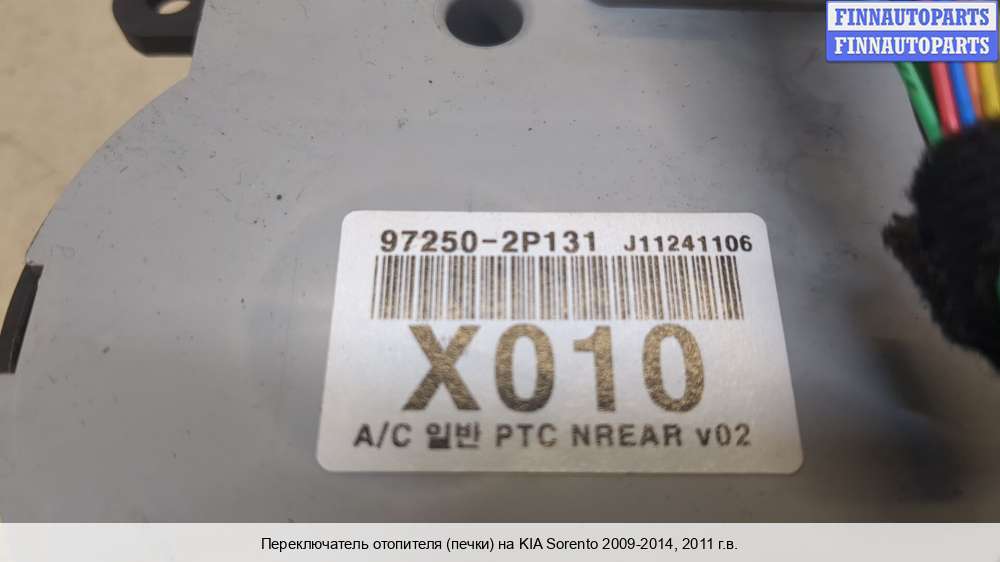 FINNAUTOPARTS
FINNAUTOPARTS
97250-2P131 J11241106
X010
A/C 일반 PTC NREAR v02
Переключатель отопителя (печки) на KIA Sorento 2009-2014, 2011 г.в.